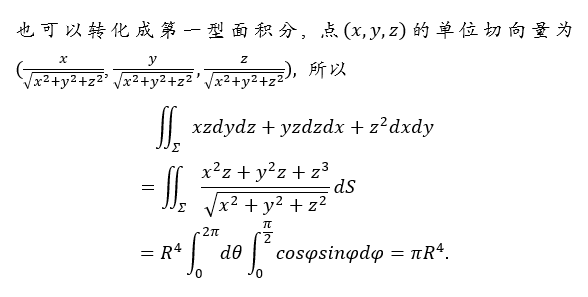 也可以转化成第一型面积分，点(x,y,z)的单位切向量为
(x/√(x²+y²+z²), y/√(x²+y²+z²), z/√(x²+y²+z²)), 所以
∬_Σ xzdydz + yzdzdx + z²dxdy
= ∬_Σ (x²z + y²z + z³)/√(x² + y² + z²) dS
= R⁴ ∫₀^{2π} dθ ∫₀^{π/2} cosφsinφdφ = πR⁴.